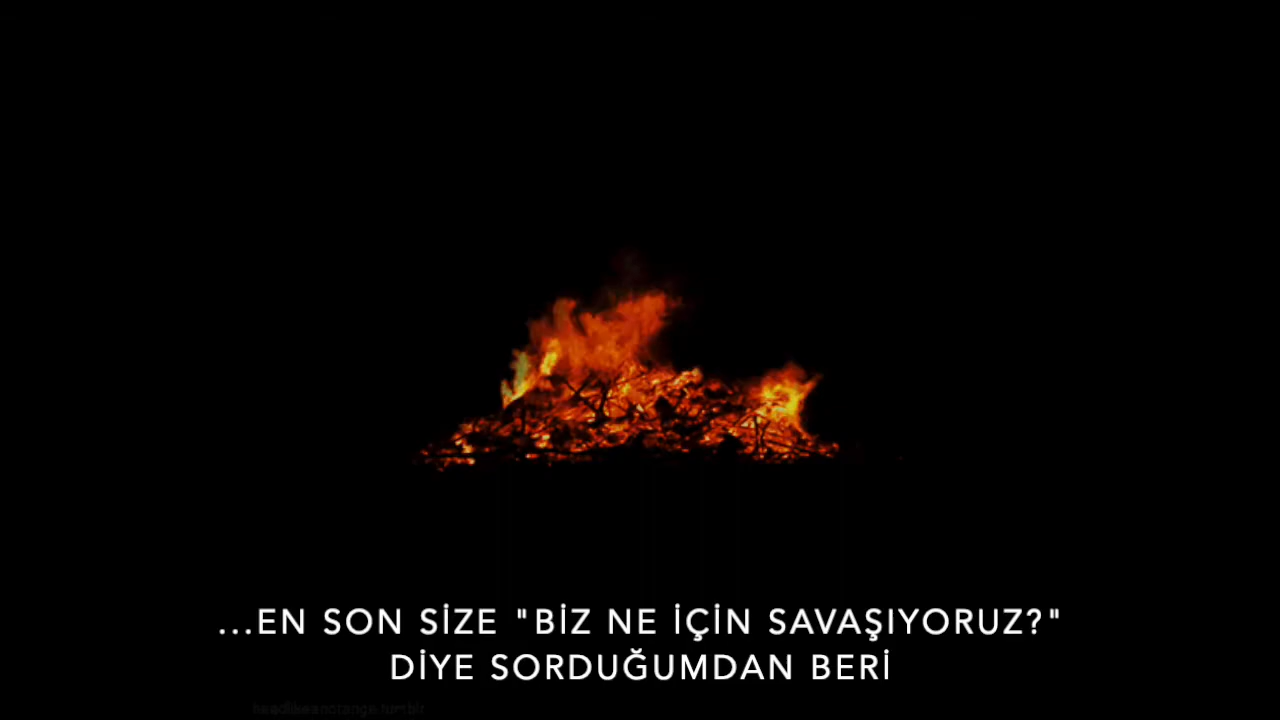 ...EN SON SİZE "BİZ NE İÇİN SAVAŞIYORUZ?"
DİYE SORDUĞUMDAN BERİ